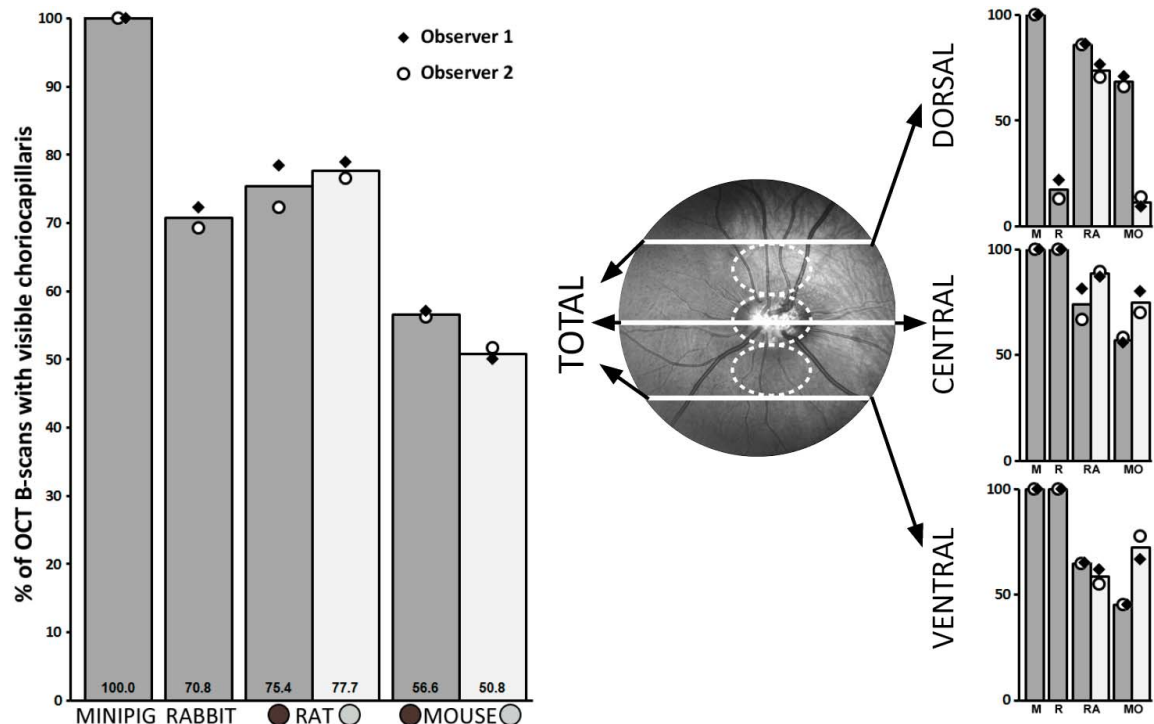 % of OCT B-scans with visible choriocapillaris
100
90
80
70
60
50
40
30
20
10
0
Observer 1
Observer 2
100.0
70.8
75.4
77.7
56.6
50.8
MINIPIG RABBIT RAT MOUSE
TOTAL
DORSAL
100
50
0
M R RA MO
CENTRAL
100
50
0
M R RA MO
VENTRAL
100
50
0
M R RA MO